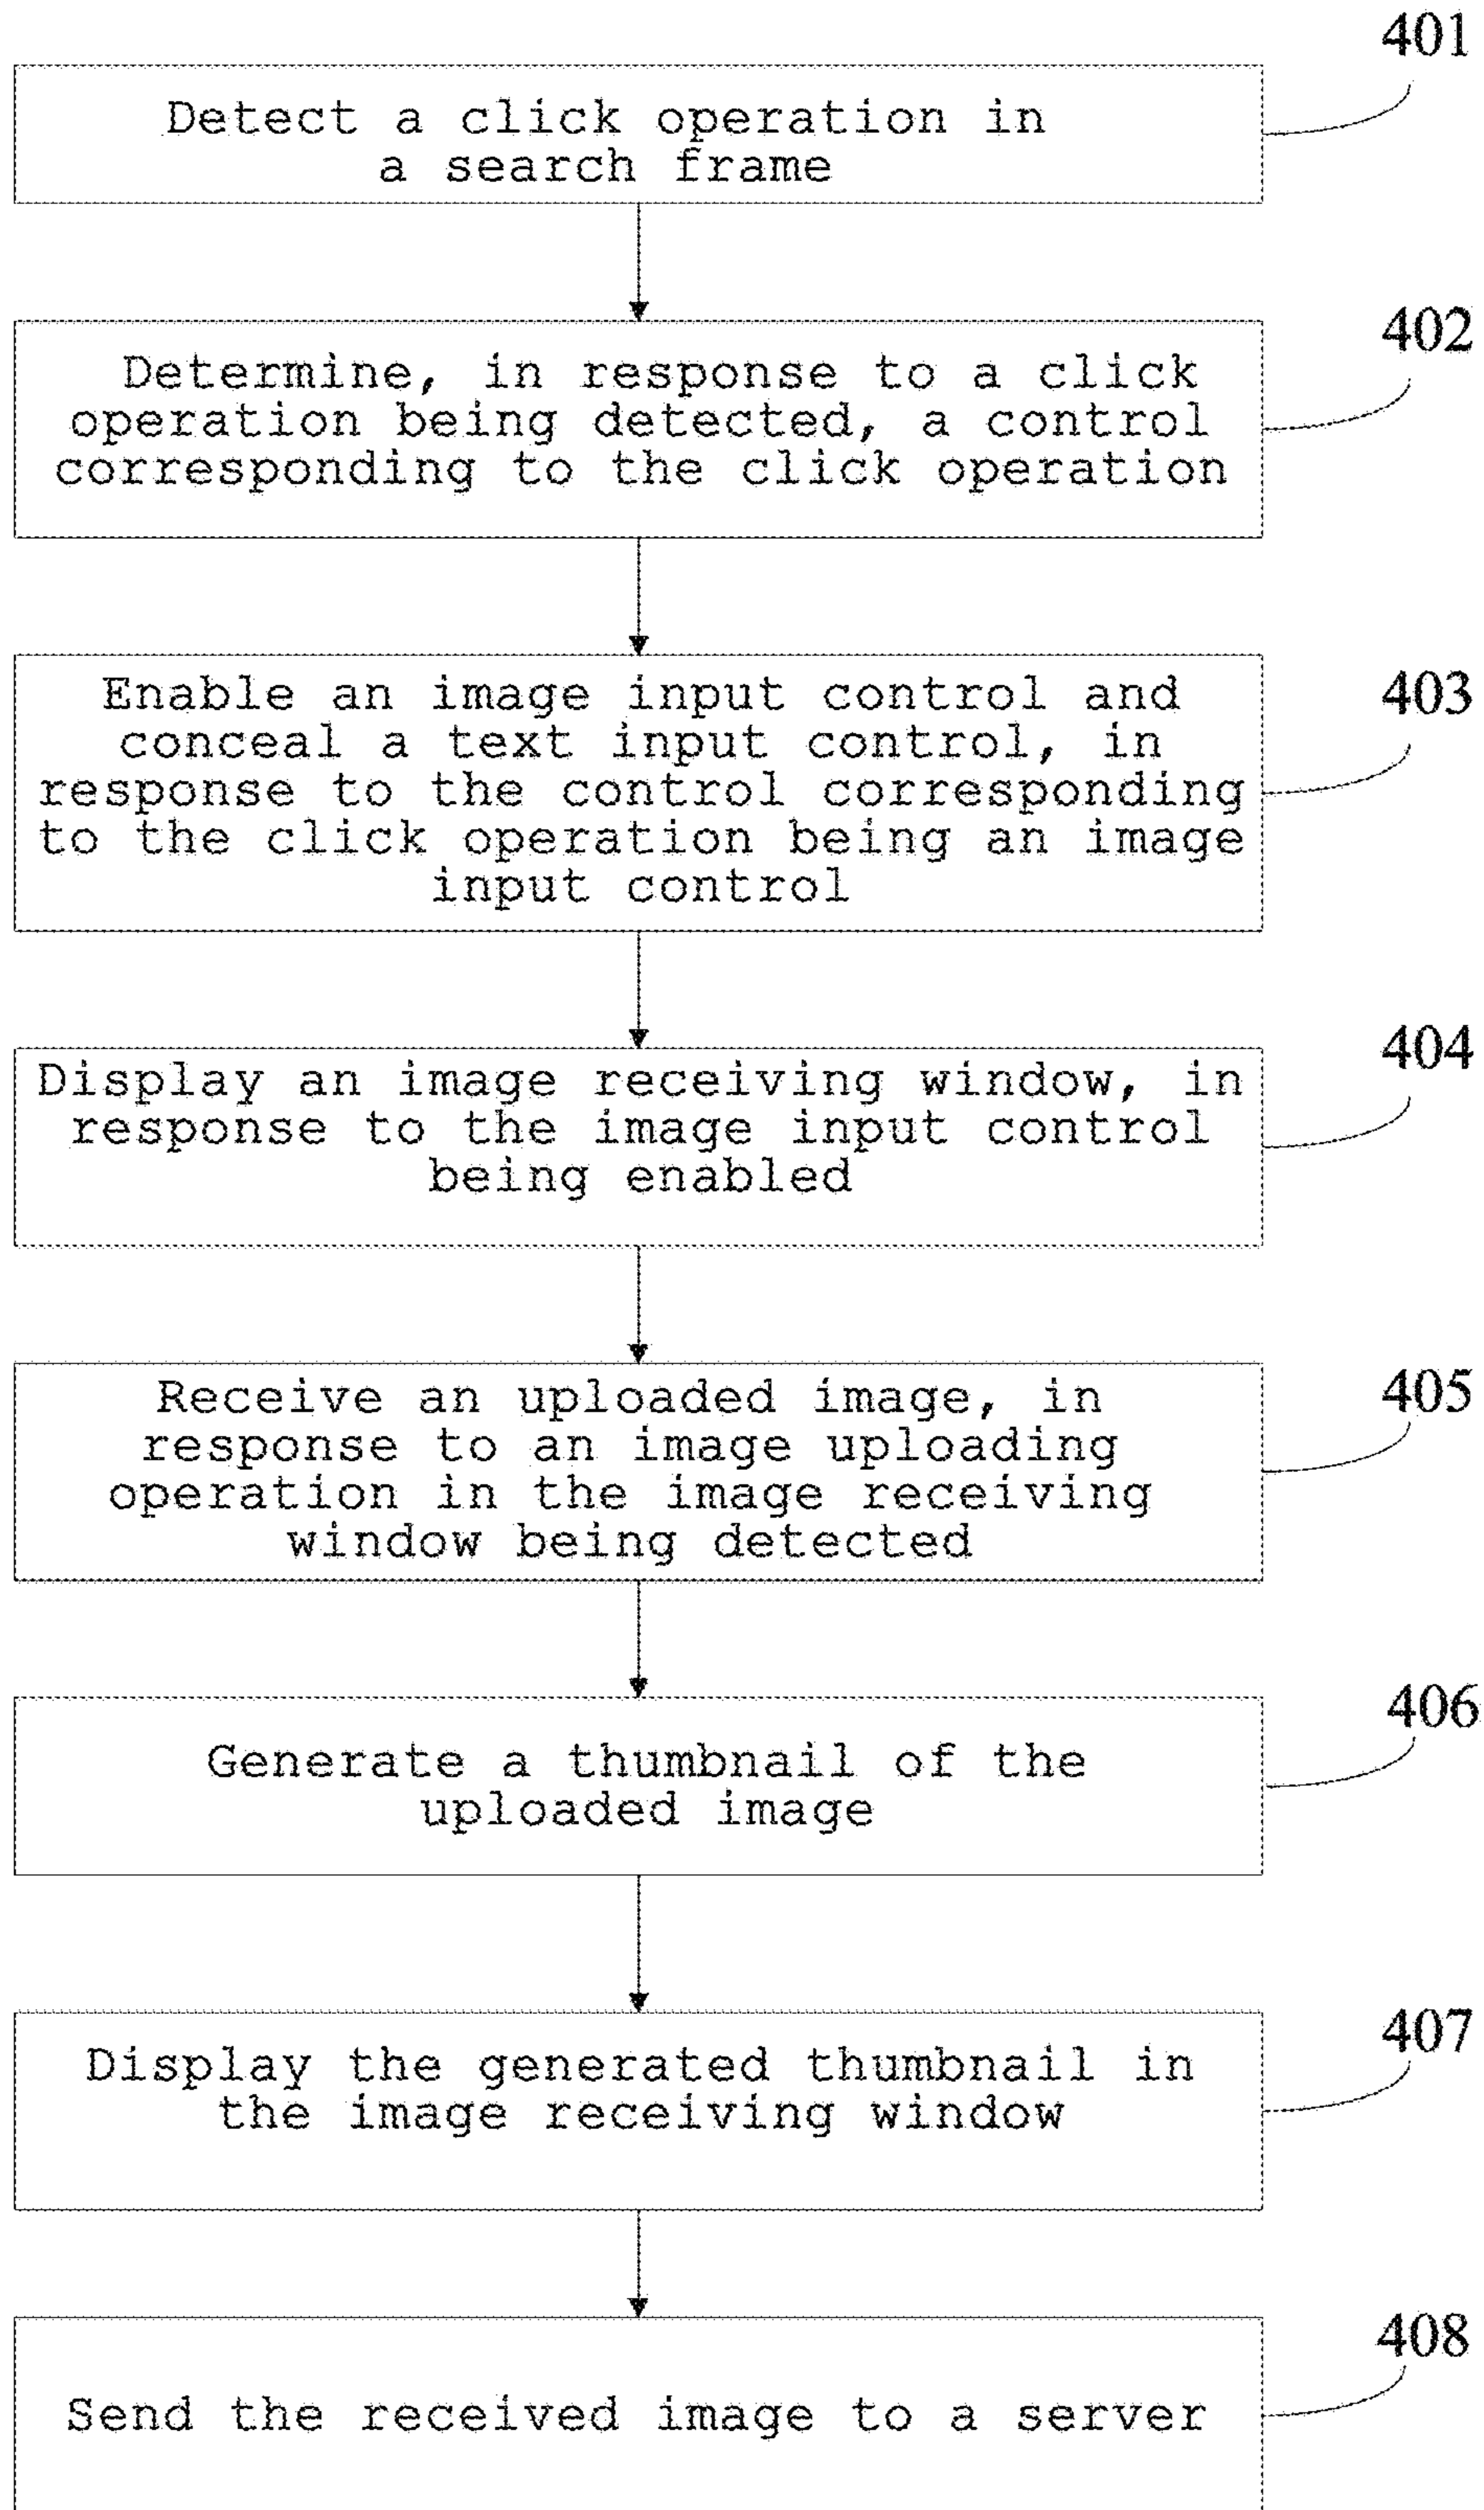 401
Detect a click operation in
a search frame
402
Determine, in response to a click
operation being detected, a control
corresponding to the click operation
403
Enable an image input control and
conceal a text input control, in
response to the control corresponding
to the click operation being an image
input control
404
Display an image receiving window, in
response to the image input control
being enabled
405
Receive an uploaded image, in
response to an image uploading
operation in the image receiving
window being detected
406
Generate a thumbnail of the
uploaded image
407
Display the generated thumbnail in
the image receiving window
408
Send the received image to a server